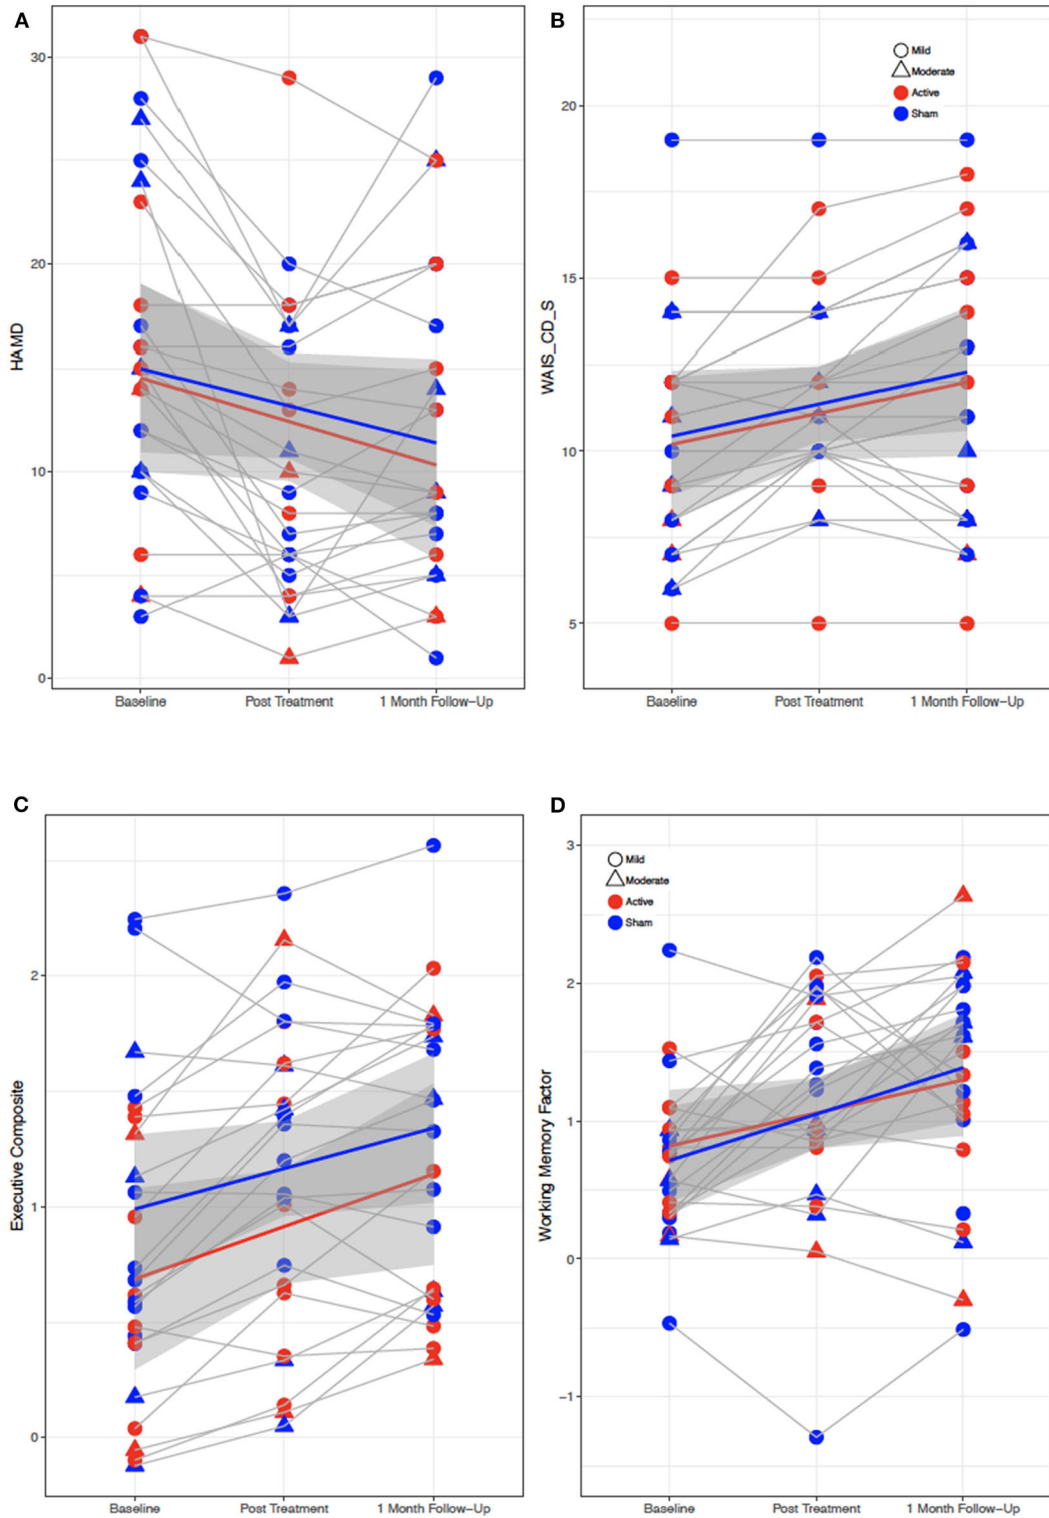 A
HAMD
30
20
10
0
Baseline
Post Treatment
1 Month Follow-Up
B
WAIS_CD_S
20
15
10
5
Mild
Moderate
Active
Sham
Baseline
Post Treatment
1 Month Follow-Up
C
Executive Composite
2
1
0
Baseline
Post Treatment
1 Month Follow-Up
D
Working Memory Factor
3
2
1
0
-1
Mild
Moderate
Active
Sham
Baseline
Post Treatment
1 Month Follow-Up